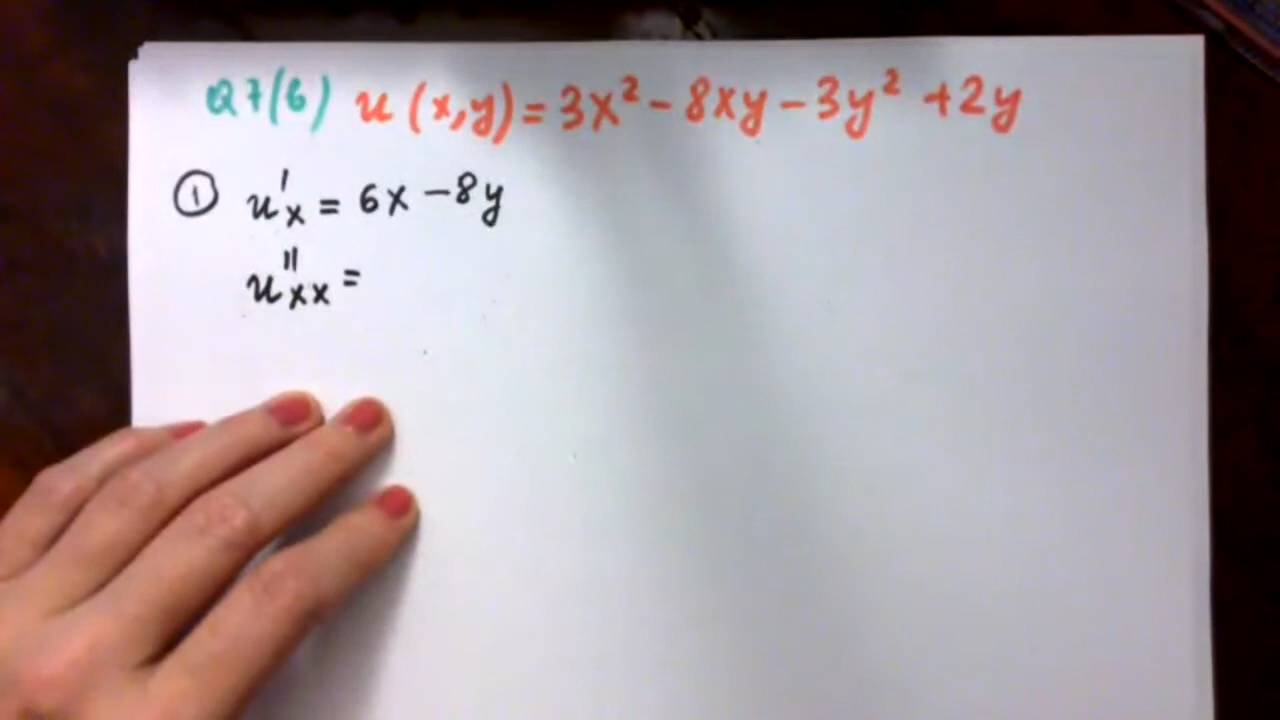 Q7(6) u(x,y) = 3x² - 8xy - 3y² + 2y
① u'x = 6x - 8y
u''xx =